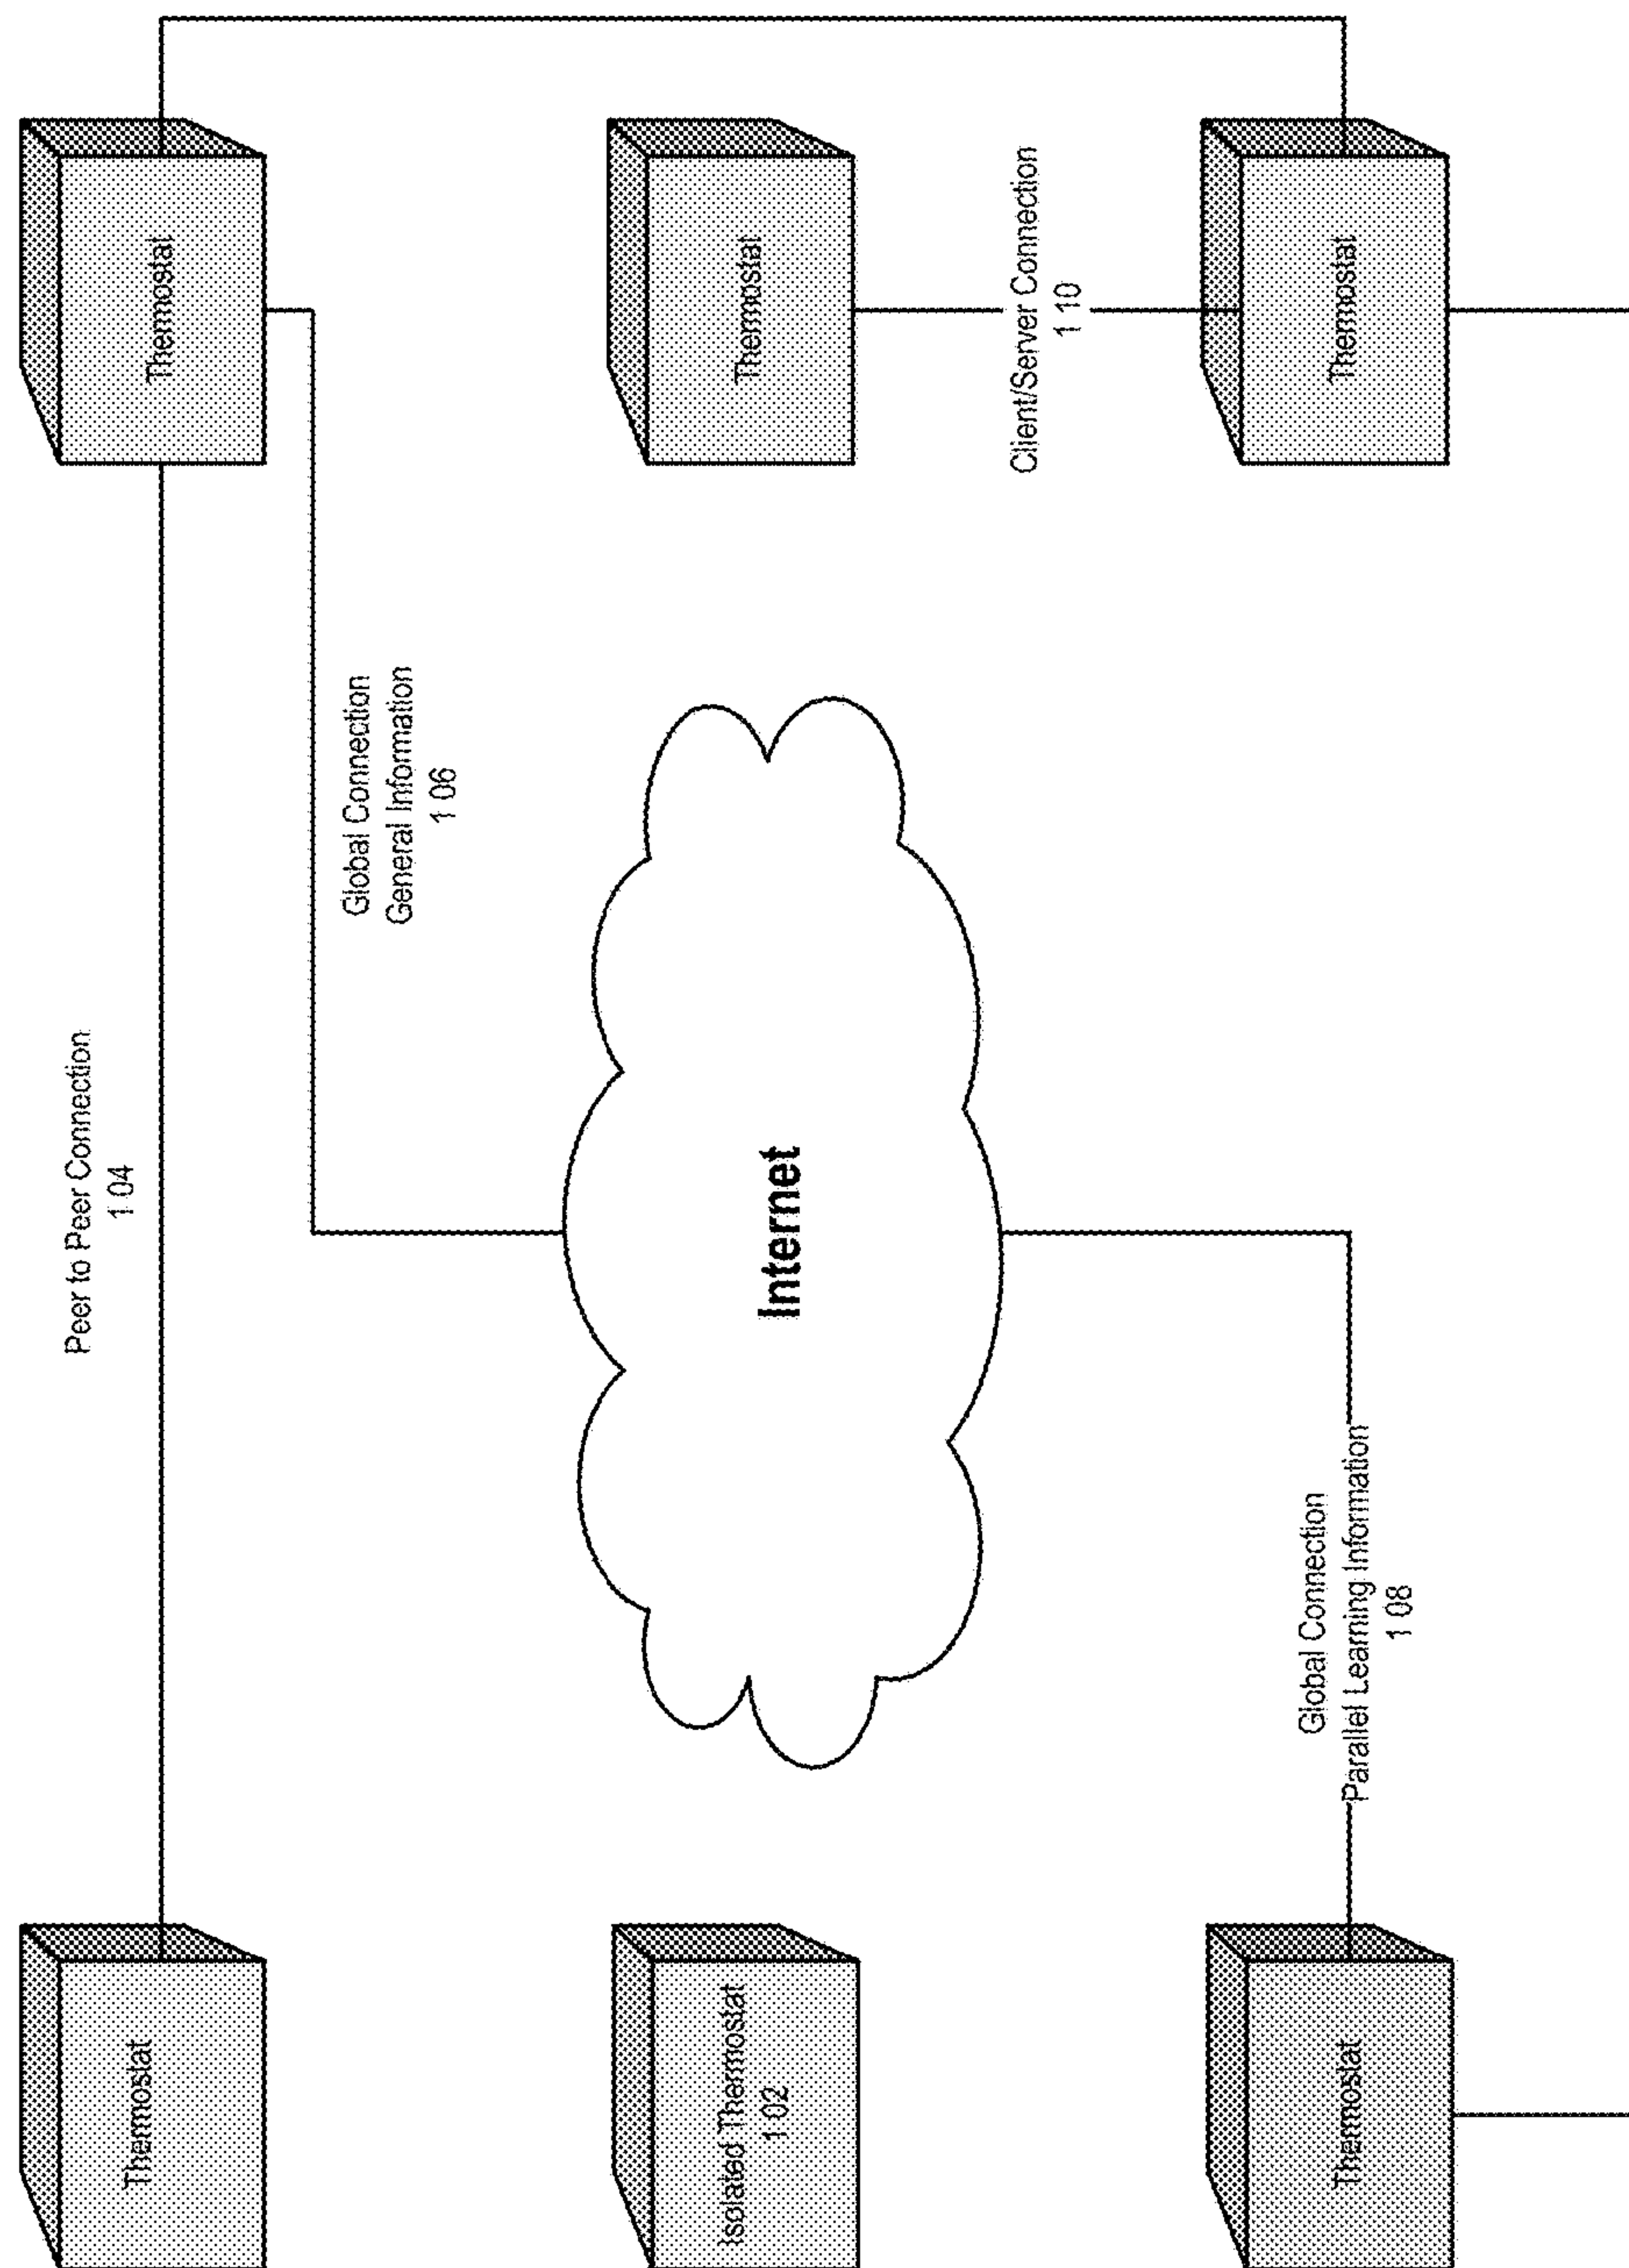 Peer to Peer Connection
1 04
Thermostat
Thermostat
Global Connection
General Information
1 06
Isolated Thermostat
1 02
Internet
Thermostat
Client/Server Connection
1 10
Global Connection
Parallel Learning Information
1 08
Thermostat
Thermostat